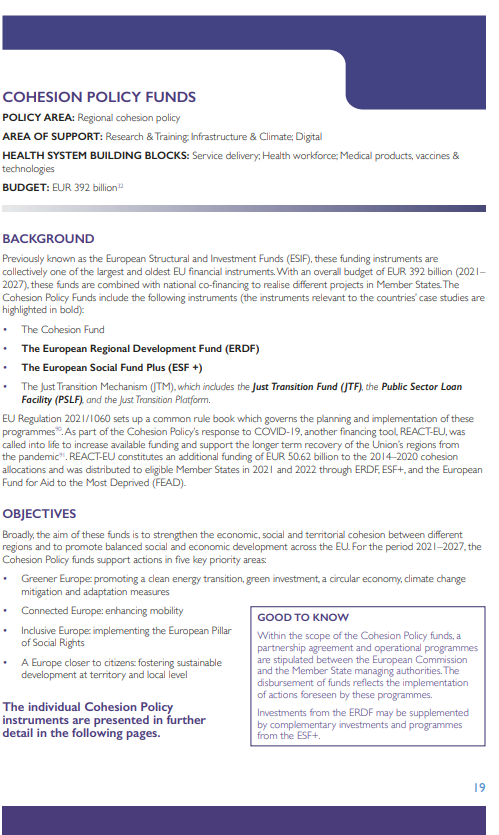 COHESION POLICY FUNDS
POLICY AREA: Regional cohesion policy
AREA OF SUPPORT: Research & Training; Infrastructure & Climate; Digital
HEALTH SYSTEM BUILDING BLOCKS: Service delivery; Health workforce; Medical products, vaccines &
technologies
BUDGET: EUR 392 billion
BACKGROUND
Previously known as the European Structural and Investment Funds (ESIF), these funding instruments are
collectively one of the largest and oldest EU financial instruments. With an overall budget of EUR 392 billion (2021–
2027), these funds are combined with national co-financing to realise different projects in Member States. The
Cohesion Policy Funds include the following instruments (the instruments relevant to the countries' case studies are
highlighted in bold):
• The Cohesion Fund
• The European Regional Development Fund (ERDF)
• The European Social Fund Plus (ESF +)
• The Just Transition Mechanism (JTM), which includes the Just Transition Fund (JTF), the Public Sector Loan
Facility (PSLF), and the Just Transition Platform.
EU Regulation 2021/1060 sets up a common rule book which governs the planning and implementation of these
programmes. As part of the Cohesion Policy's response to COVID-19, another financing tool, REACT-EU, was
called into life to increase available funding and support the longer term recovery of the Union's regions from
the pandemic. REACT-EU constitutes an additional funding of EUR 50.62 billion to the 2014–2020 cohesion
allocations and was distributed to eligible Member States in 2021 and 2022 through ERDF, ESF+, and the European
Fund for Aid to the Most Deprived (FEAD).
OBJECTIVES
Broadly, the aim of these funds is to strengthen the economic, social and territorial cohesion between different
regions and to promote balanced social and economic development across the EU. For the period 2021–2027, the
Cohesion Policy funds support actions in five key priority areas:
• Greener Europe: promoting a clean energy transition, green investment, a circular economy, climate change
mitigation and adaptation measures
• Connected Europe: enhancing mobility
• Inclusive Europe: implementing the European Pillar
of Social Rights
• A Europe closer to citizens: fostering sustainable
development at territory and local level
The individual Cohesion Policy
instruments are presented in further
detail in the following pages.
GOOD TO KNOW
Within the scope of the Cohesion Policy funds, a
partnership agreement and operational programmes
are stipulated between the European Commission
and the Member State managing authorities. The
disbursement of funds reflects the implementation
of actions foreseen by these programmes.
Investments from the ERDF may be supplemented
by complementary investments and programmes
from the ESF+.
19